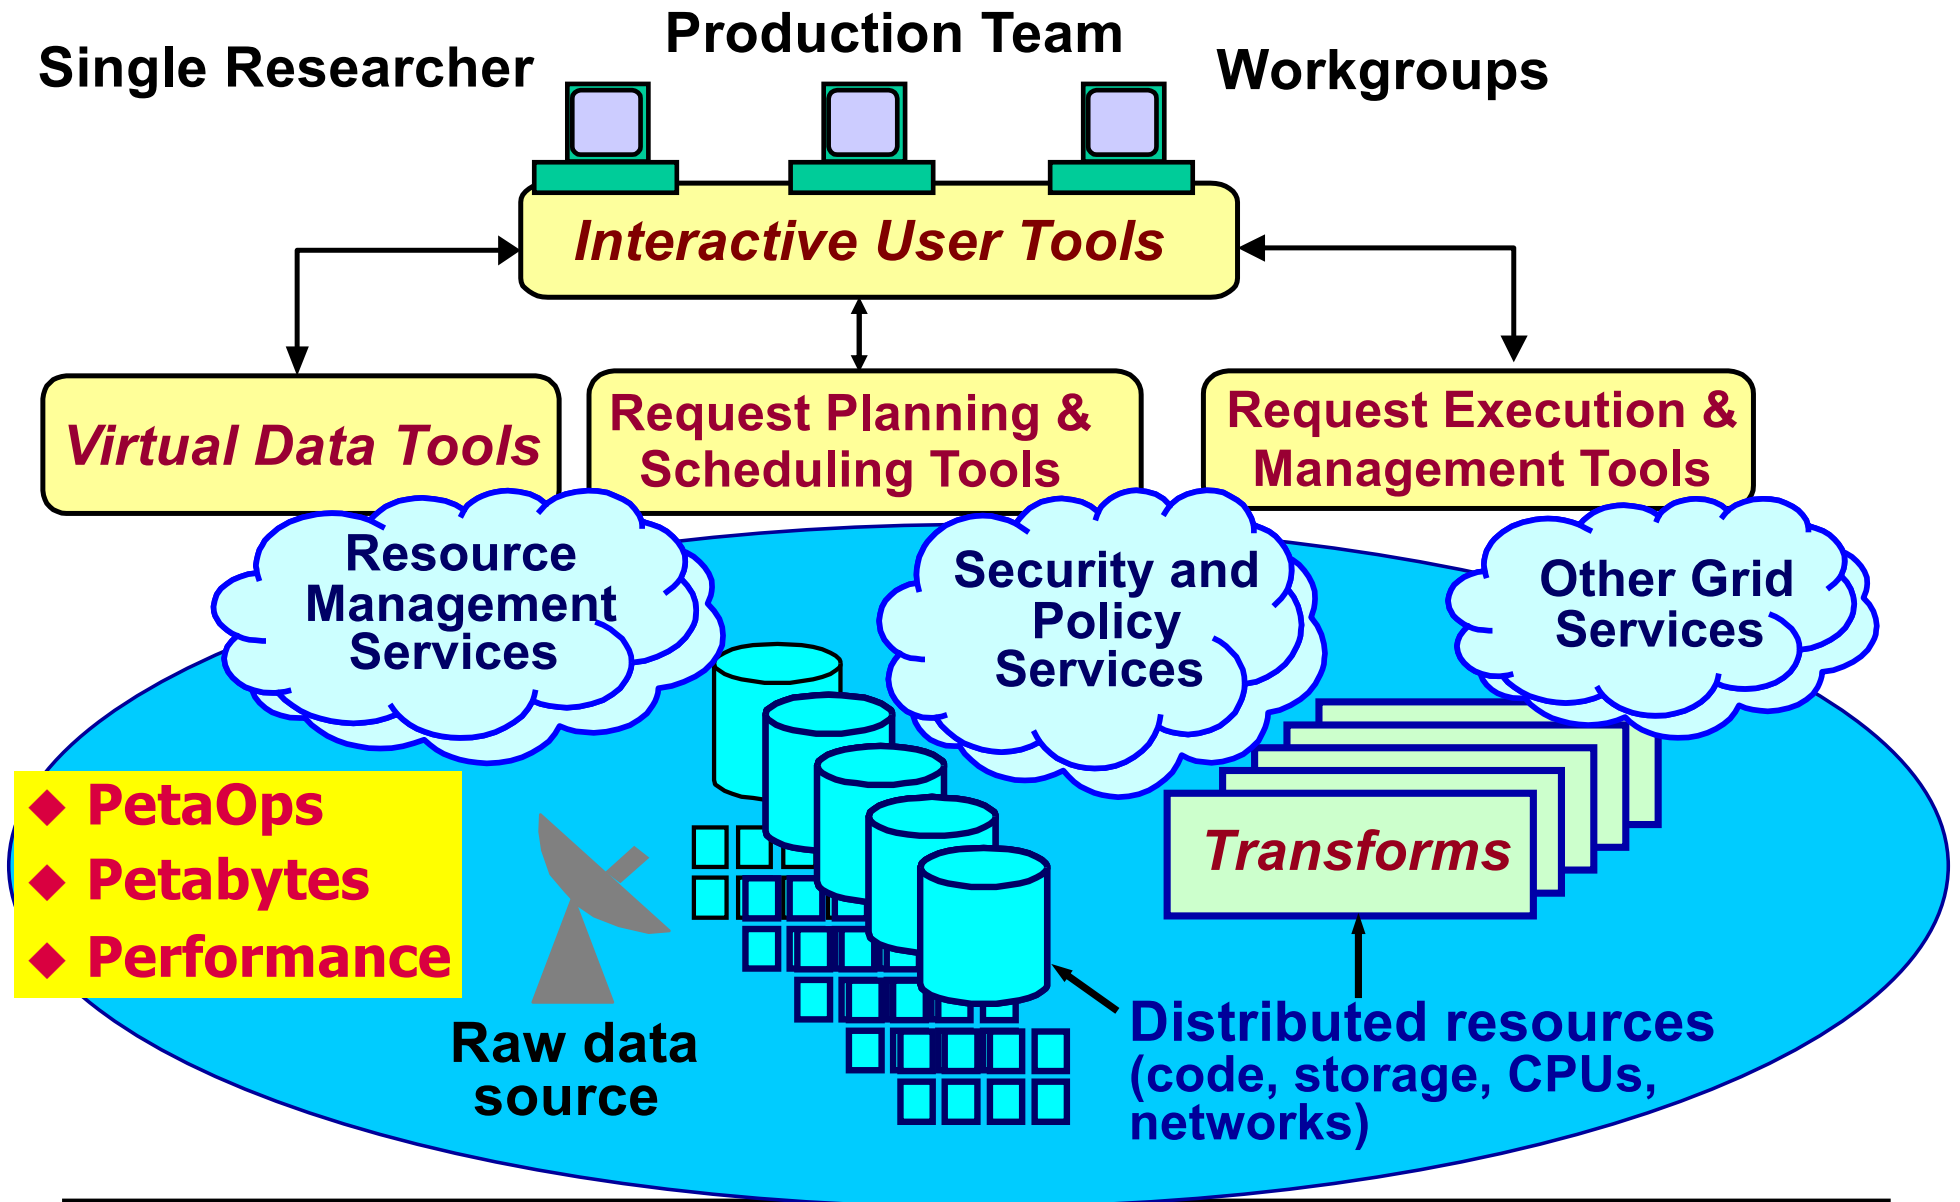 Production Team
Single Researcher
Workgroups
Interactive User Tools
Virtual Data Tools
Request Planning &
Scheduling Tools
Request Execution &
Management Tools
Resource
Management
Services
Security and
Policy
Services
Other Grid
Services
PetaOps
Petabytes
Performance
Transforms
Raw data
source
Distributed resources
(code, storage, CPUs,
networks)